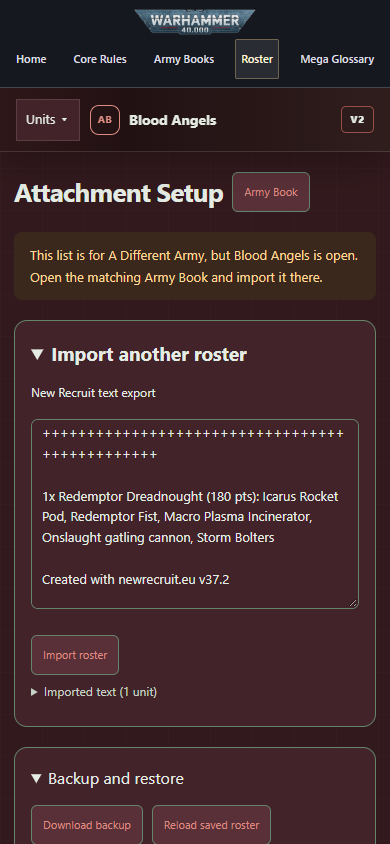 WARHAMMER
40,000
Home Core Rules Army Books Roster Mega Glossary
Units ▼ AB Blood Angels V2
Attachment Setup Army Book
This list is for A Different Army, but Blood Angels is open.
Open the matching Army Book and import it there.
▼ Import another roster
New Recruit text export
++++++++++++++++++++++++++++++++++
+++++++++++++
1x Redemptor Dreadnought (180 pts): Icarus Rocket
Pod, Redemptor Fist, Macro Plasma Incinerator,
Onslaught gatling cannon, Storm Bolters
Created with newrecruit.eu v37.2
Import roster
▶ Imported text (1 unit)
▼ Backup and restore
Download backup Reload saved roster